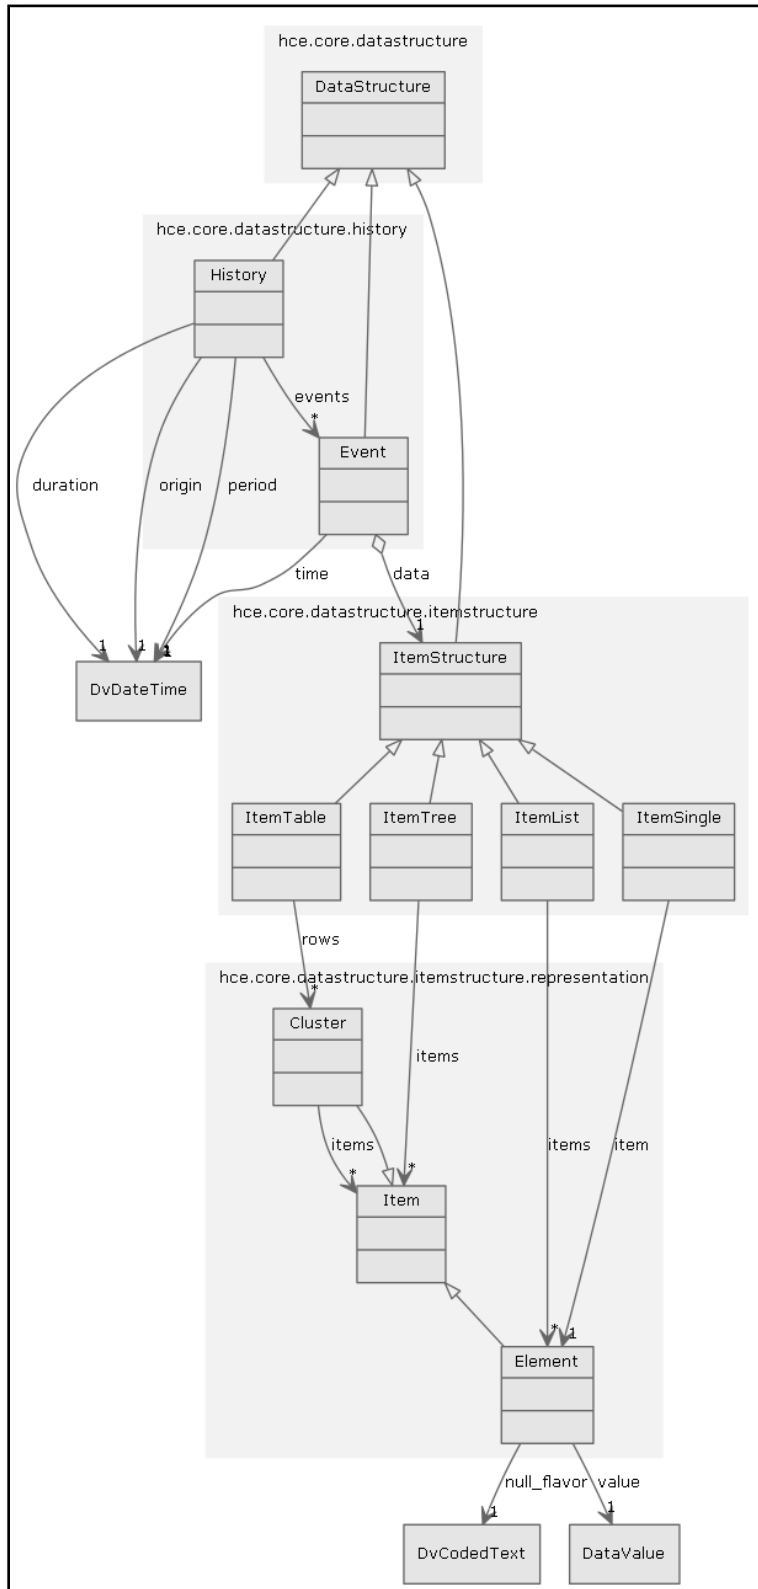 hce.core.datastructure
DataStructure
hce.core.datastructure.history
History
events
*
Event
duration
origin
period
time
data
1
1
1
1
hce.core.datastructure.itemstructure
ItemStructure
DvDateTime
ItemTable
ItemTree
ItemList
ItemSingle
rows
hce.core.datastructure.itemstructure.representation
*
Cluster
items
items
items
item
*
*
Item
*
1
Element
null_flavor
value
1
1
DvCodedText
DataValue